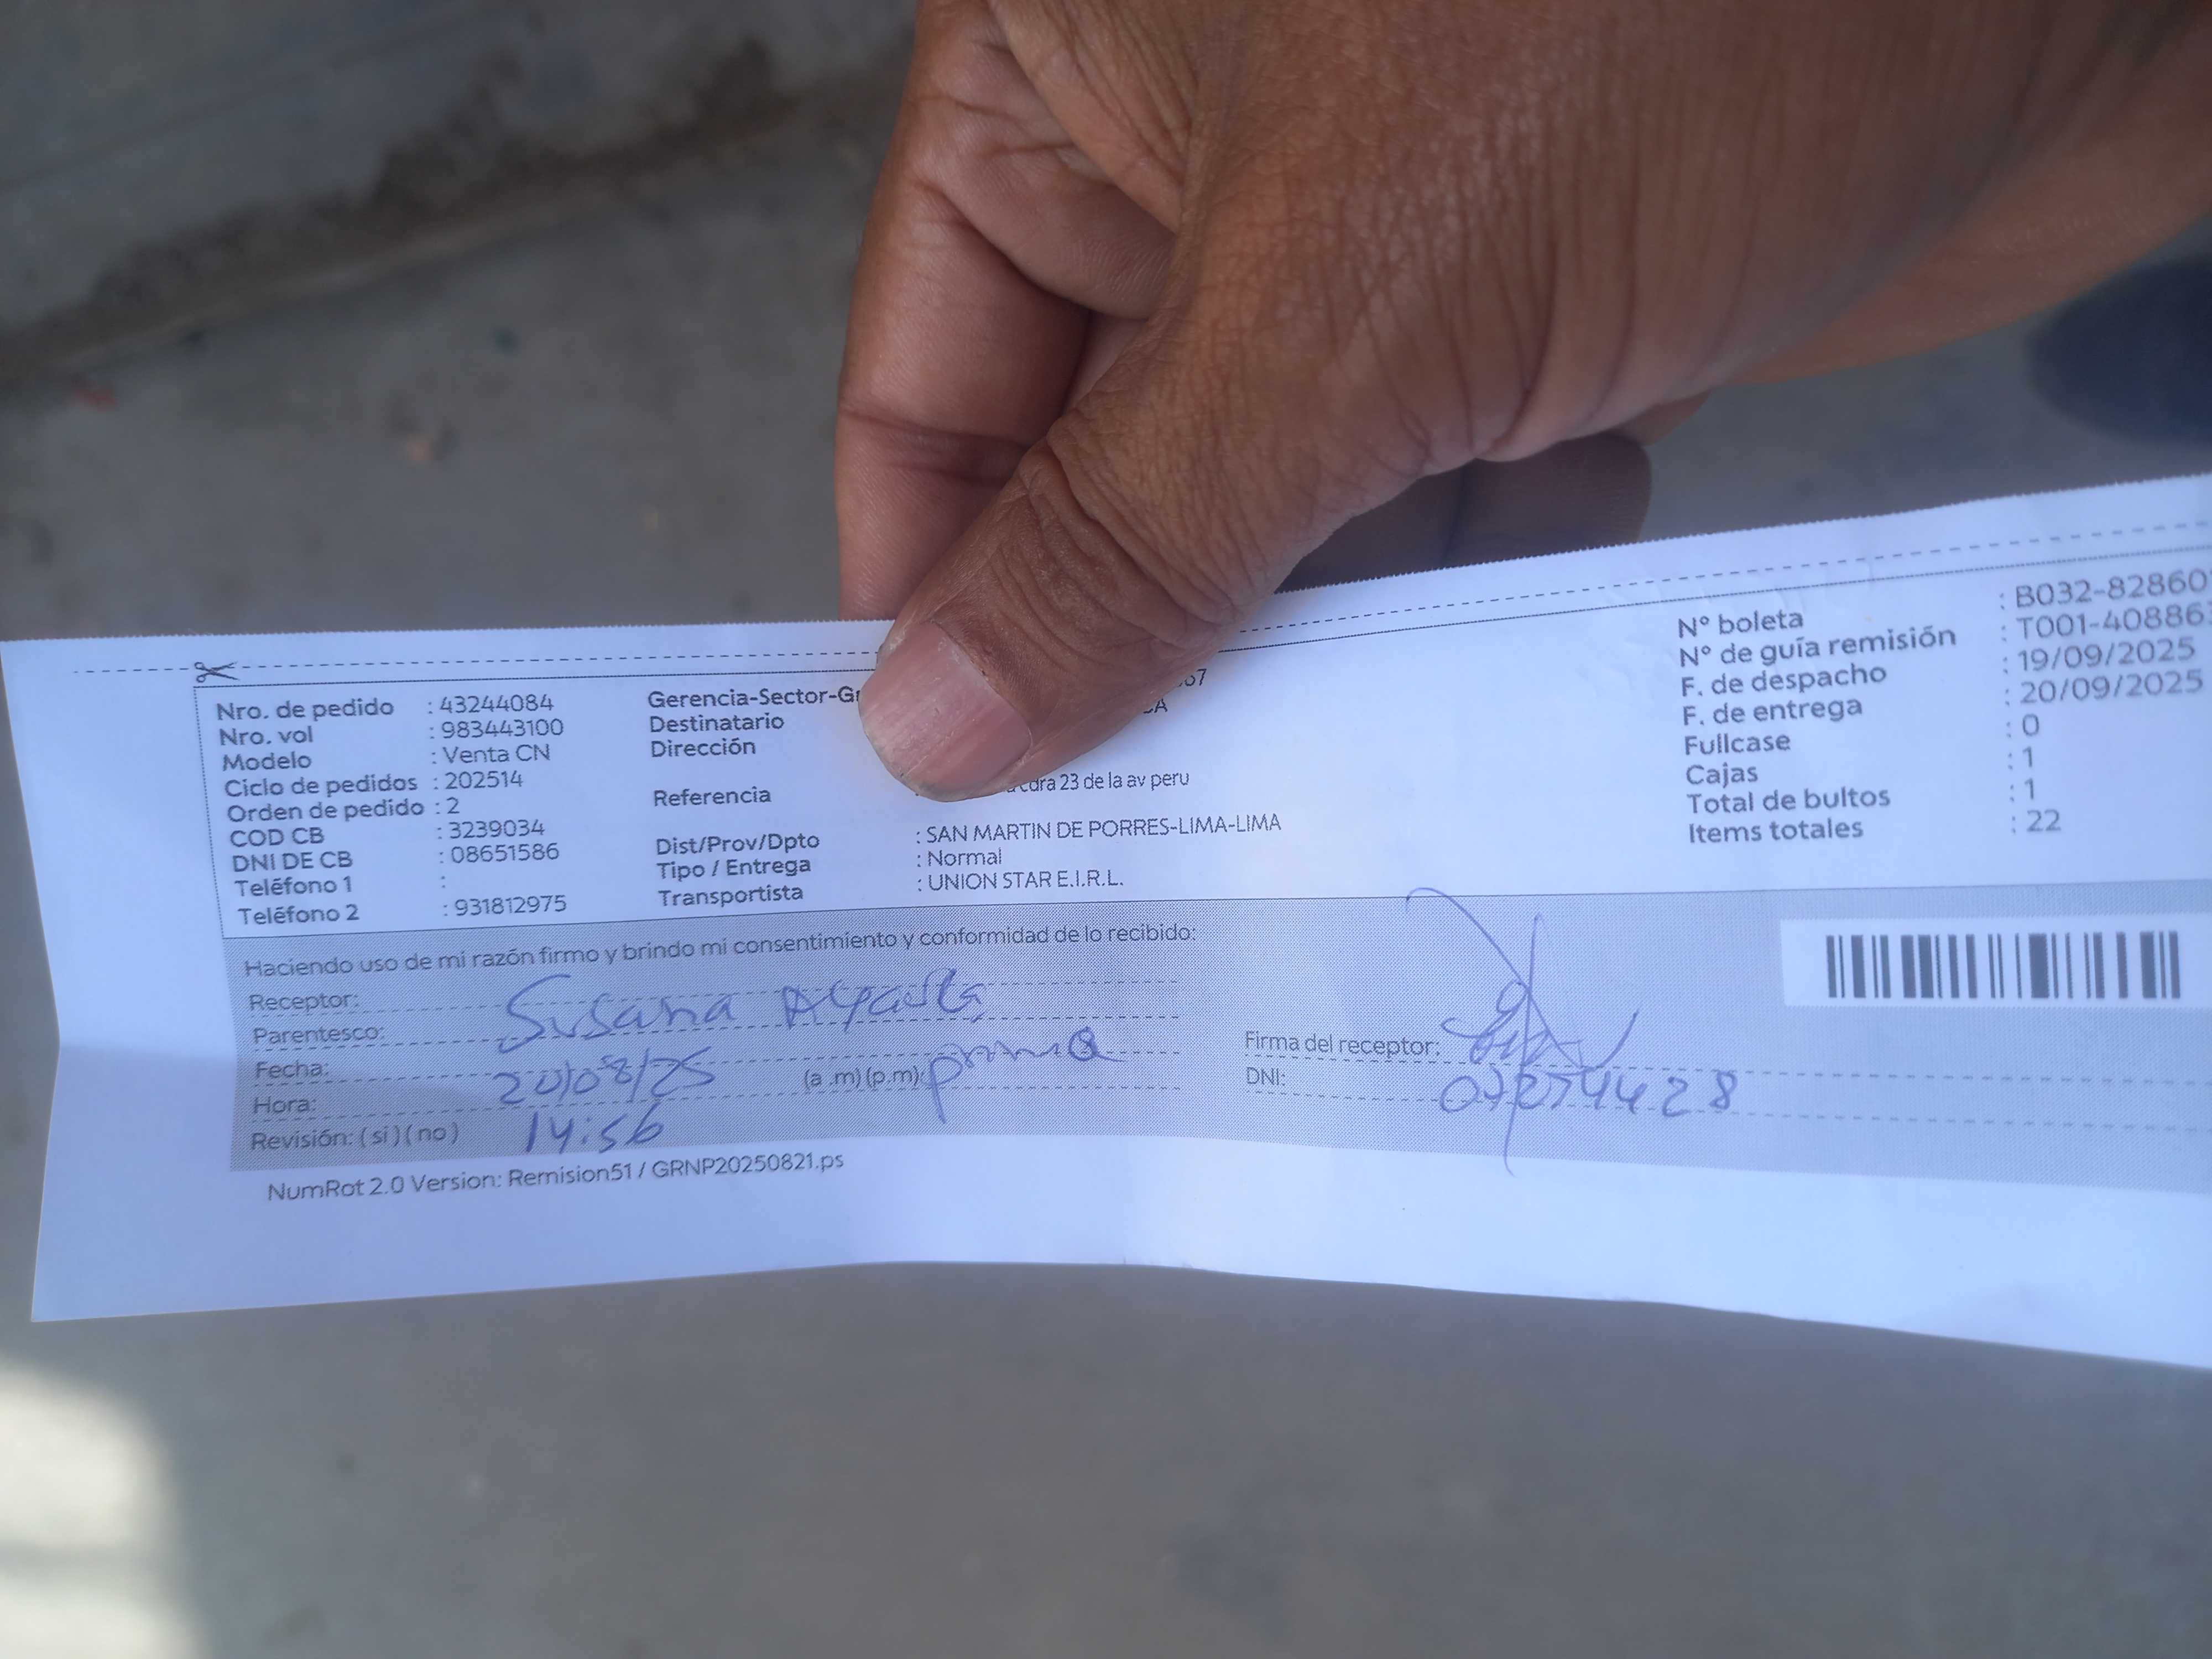 Nro. de pedido : 43244084
Nro. vol : 983443100
Modelo : Venta CN
Ciclo de pedidos : 202514
Orden de pedido : 2
COD CB : 3239034
DNI DE CB : 08651586
Teléfono 1 :
Teléfono 2 : 931812975
Gerencia-Sector-
Destinatario
Dirección
Referencia : 23 de la av peru
Dist/Prov/Dpto : SAN MARTIN DE PORRES-LIMA-LIMA
Tipo / Entrega : Normal
Transportista : UNION STAR E.I.R.L.
N° boleta : B032-82860
N° de guía remisión : T001-40886
F. de despacho : 19/09/2025
F. de entrega : 20/09/2025
Fullcase : 0
Cajas : 1
Total de bultos : 1
Items totales : 22
Haciendo uso de mi razón firmo y brindo mi consentimiento y conformidad de lo recibido:
Receptor: Susana
Parentesco: prima
Fecha: 20/08/25 (a .m) (p.m):
Hora: 14:56
Revisión: ( si ) ( no )
Firma del receptor:
DNI:
NumRot 2.0 Version: Remision51 / GRNP20250821.ps